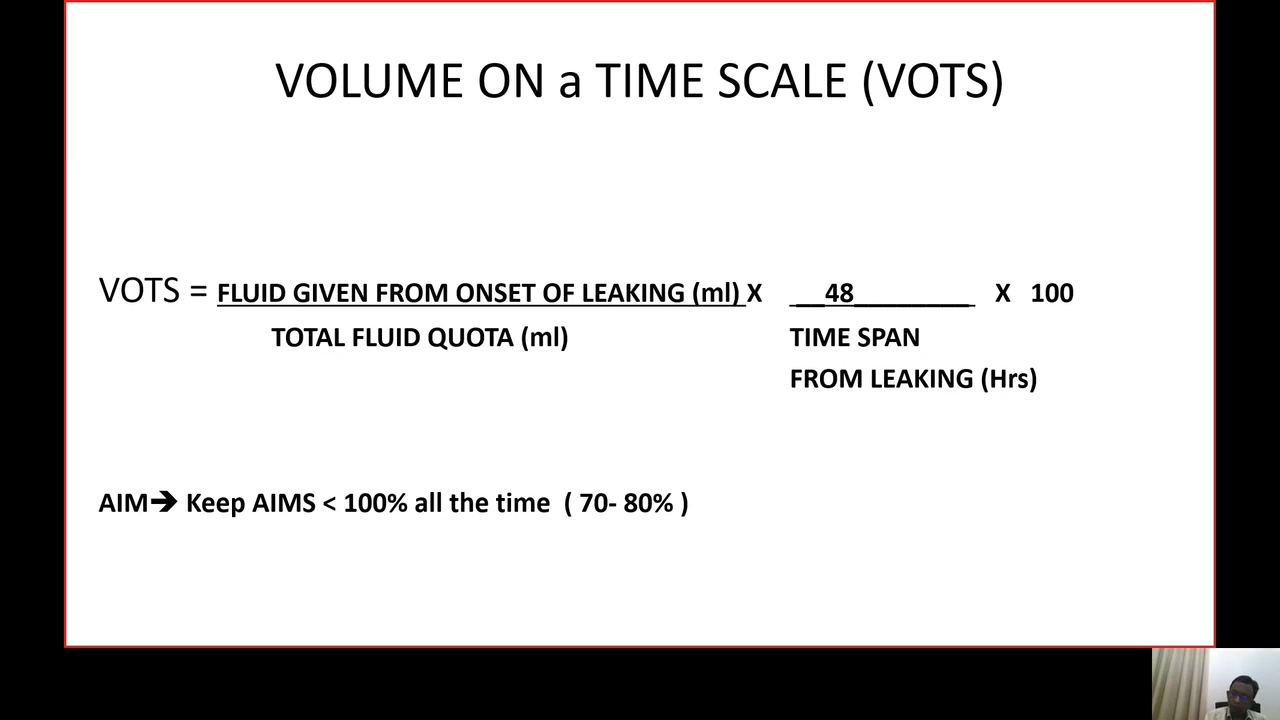 VOLUME ON a TIME SCALE (VOTS)
VOTS = FLUID GIVEN FROM ONSET OF LEAKING (ml) X __48________ X 100
TOTAL FLUID QUOTA (ml) TIME SPAN
FROM LEAKING (Hrs)
AIM➔ Keep AIMS < 100% all the time ( 70- 80% )